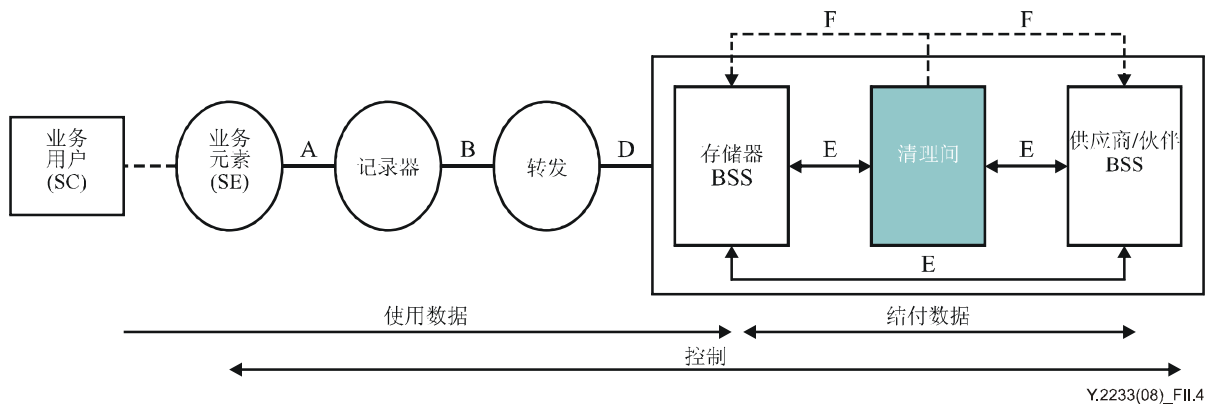 F F
业务
用户
(SC)
业务
元素
(SE)
A
记录器
B
转发
D
存储器
BSS
E
清理间
E
供应商/伙伴
BSS
E
使用数据
结付数据
控制
Y.2233(08)_FII.4